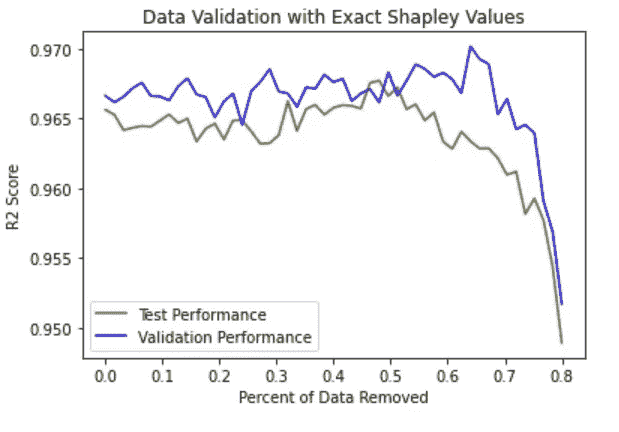 Data Validation with Exact Shapley Values
0.970
0.965
0.960
0.955
0.950
R2 Score
Test Performance
Validation Performance
0.0 0.1 0.2 0.3 0.4 0.5 0.6 0.7 0.8
Percent of Data Removed